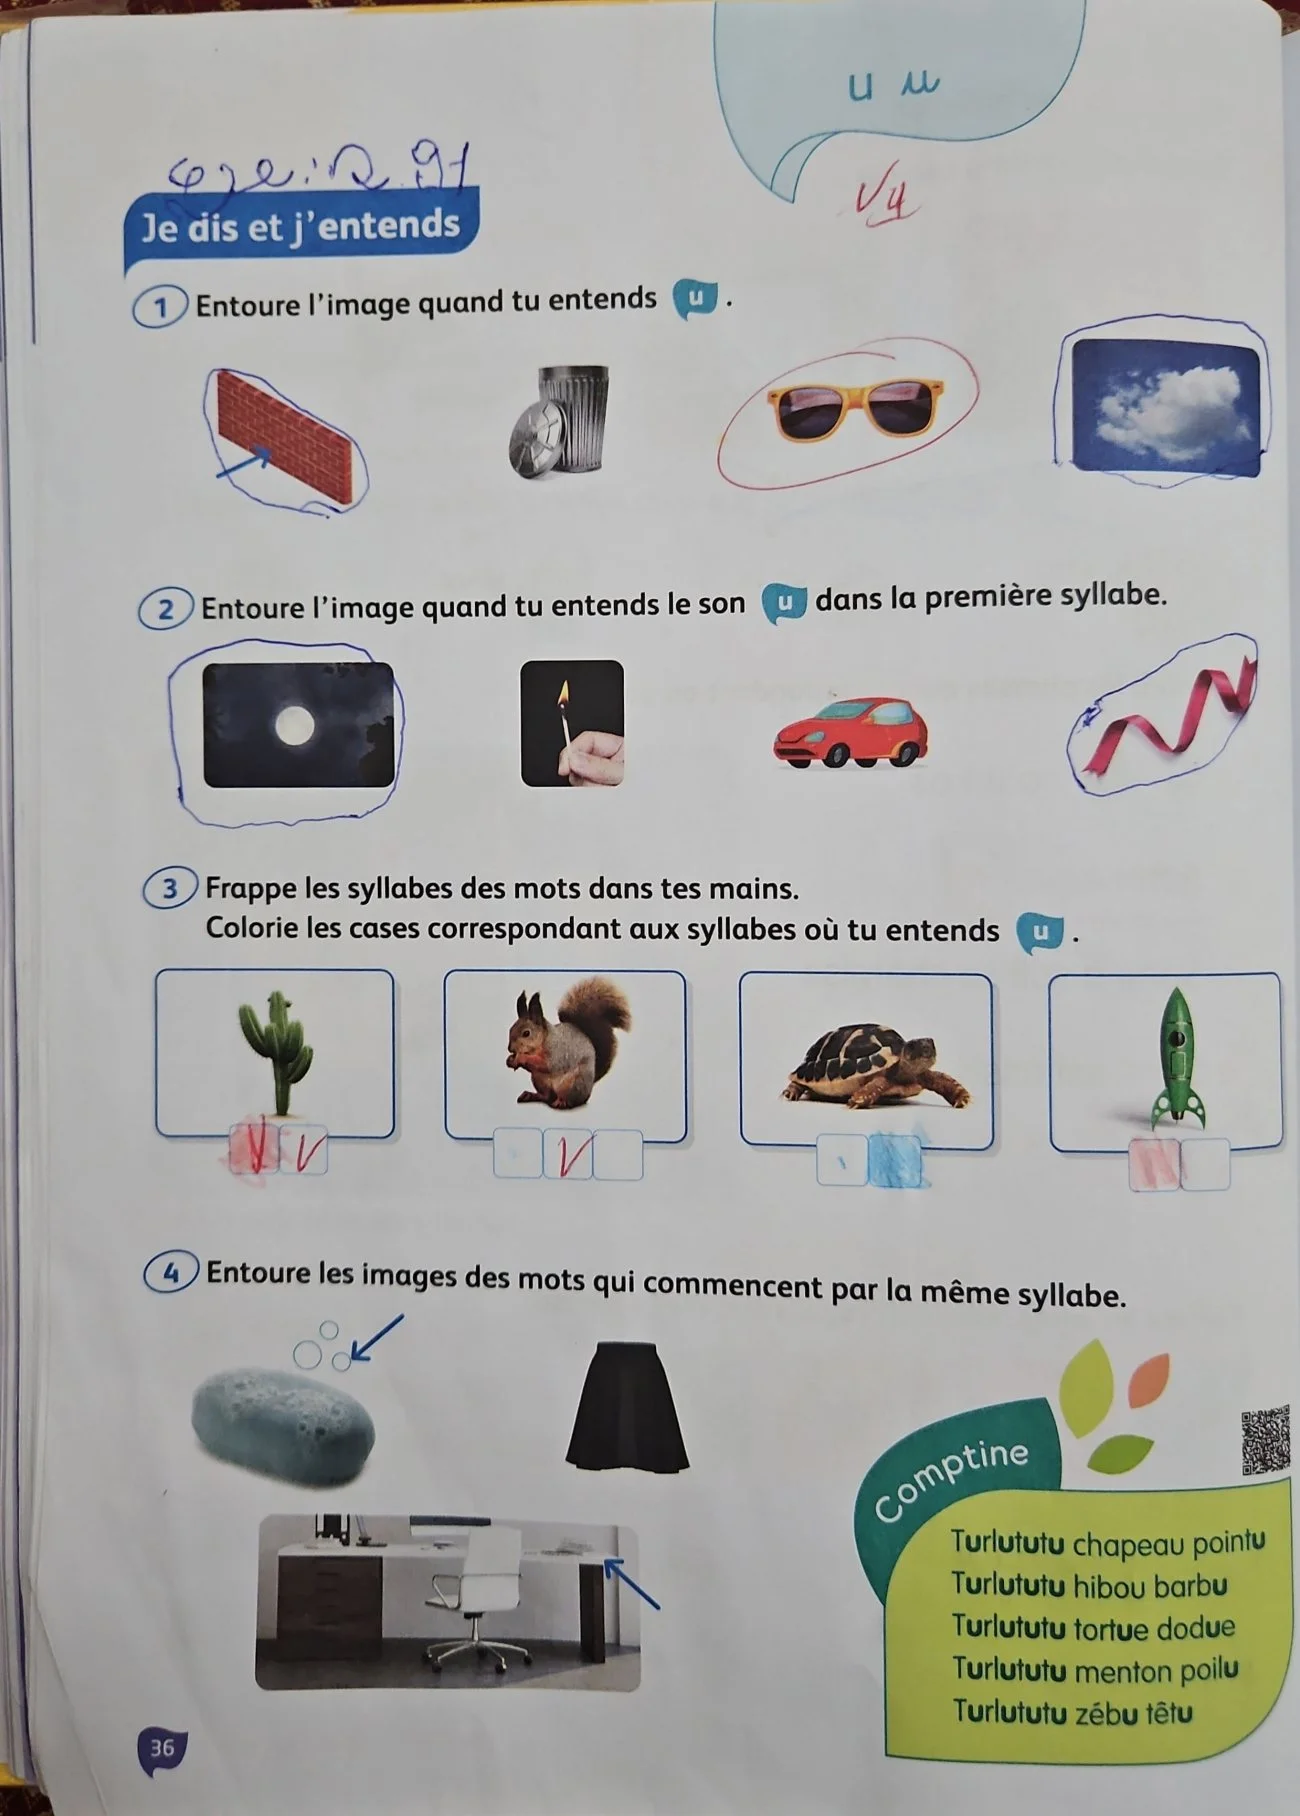 u u
Je dis et j'entends
1 Entoure l'image quand tu entends u .
2 Entoure l'image quand tu entends le son u dans la première syllabe.
3 Frappe les syllabes des mots dans tes mains.
Colorie les cases correspondant aux syllabes où tu entends u .
4 Entoure les images des mots qui commencent par la même syllabe.
Comptine
Turlututu chapeau pointu
Turlututu hibou barbu
Turlututu tortue dodue
Turlututu menton poilu
Turlututu zébu têtu
36